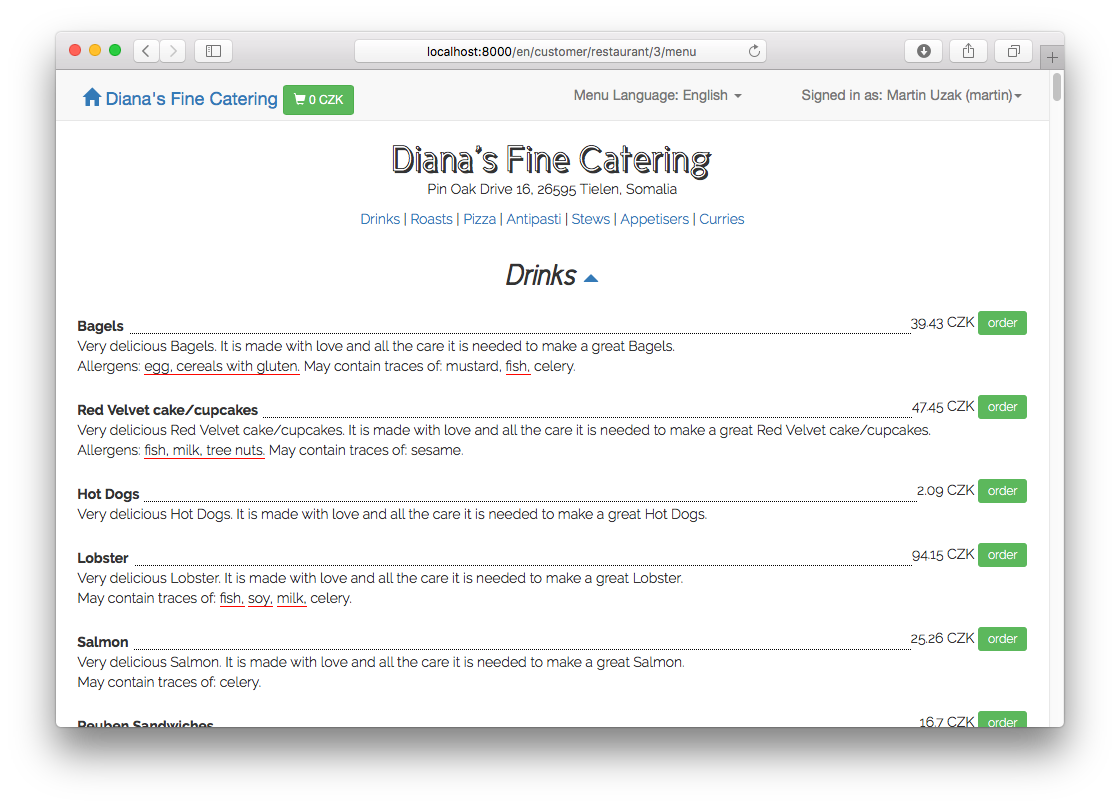 localhost:8000/en/customer/restaurant/3/menu
Diana's Fine Catering 0 CZK Menu Language: English Signed in as: Martin Uzak (martin)
Diana's Fine Catering
Pin Oak Drive 16, 26595 Tielen, Somalia
Drinks | Roasts | Pizza | Antipasti | Stews | Appetisers | Curries
Drinks
Bagels 39.43 CZK order
Very delicious Bagels. It is made with love and all the care it is needed to make a great Bagels.
Allergens: egg, cereals with gluten. May contain traces of: mustard, fish, celery.
Red Velvet cake/cupcakes 47.45 CZK order
Very delicious Red Velvet cake/cupcakes. It is made with love and all the care it is needed to make a great Red Velvet cake/cupcakes.
Allergens: fish, milk, tree nuts. May contain traces of: sesame.
Hot Dogs 2.09 CZK order
Very delicious Hot Dogs. It is made with love and all the care it is needed to make a great Hot Dogs.
Lobster 94.15 CZK order
Very delicious Lobster. It is made with love and all the care it is needed to make a great Lobster.
May contain traces of: fish, soy, milk, celery.
Salmon 25.26 CZK order
Very delicious Salmon. It is made with love and all the care it is needed to make a great Salmon.
May contain traces of: celery.
Reuben Sandwiches 16.7 CZK order